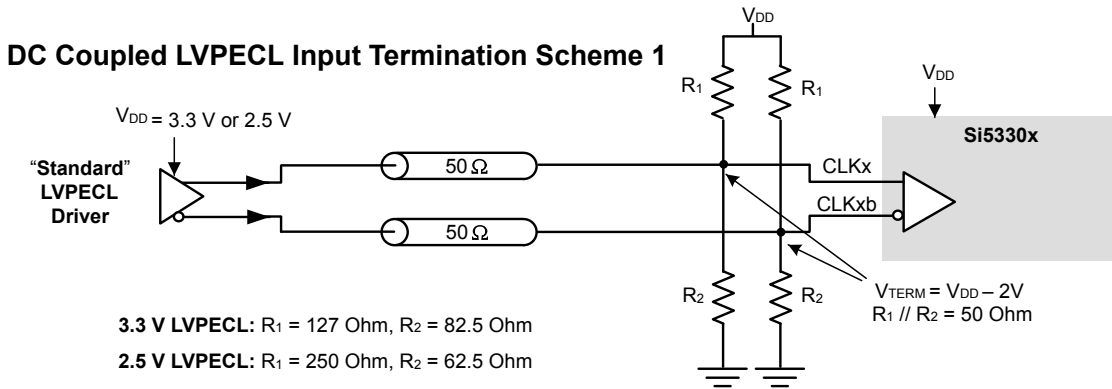 V_DD
DC Coupled LVPECL Input Termination Scheme 1
R1
R1
VDD
VDD = 3.3 V or 2.5 V
Si5330x
"Standard"
LVPECL
Driver
50 Ω
CLKx
CLKxb
50 Ω
R2
R2
VTERM = VDD – 2V
R1 // R2 = 50 Ohm
3.3 V LVPECL: R1 = 127 Ohm, R2 = 82.5 Ohm
2.5 V LVPECL: R1 = 250 Ohm, R2 = 62.5 Ohm